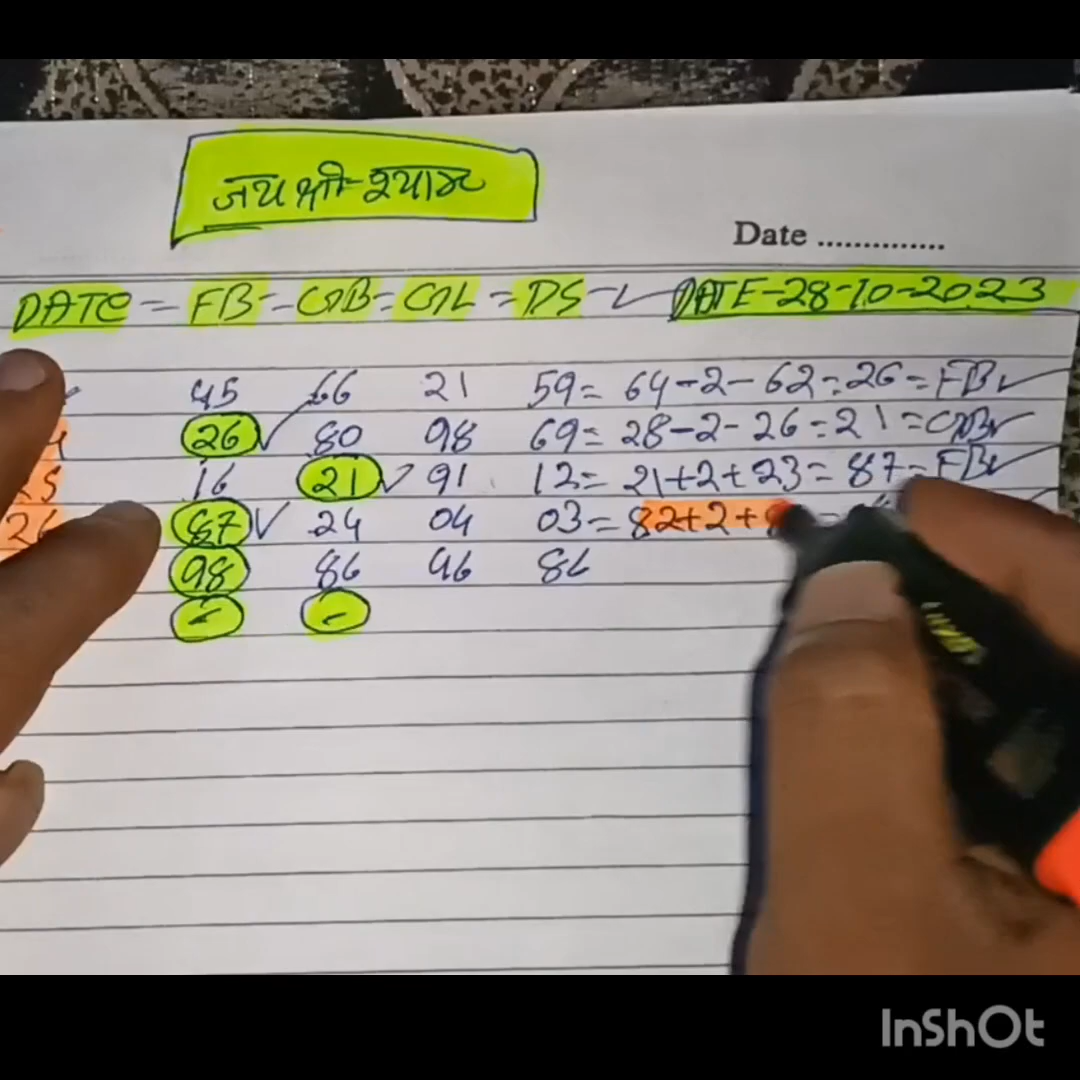 जय श्री श्याम
Date ..............
DATE = FB = GB = GL = DS - DATE-28-10-2023
45 66 21 59 = 64-2-62 = 26 = FB✓
26 ✓ 80 98 69 = 28-2-26 = 21 = GB✓
25 16 21 ✓ 91 12 = 21+2+23 = 87 = FB✓
26 87 ✓ 24 04 03 = 82+2+
98 86 46 86
InShOt